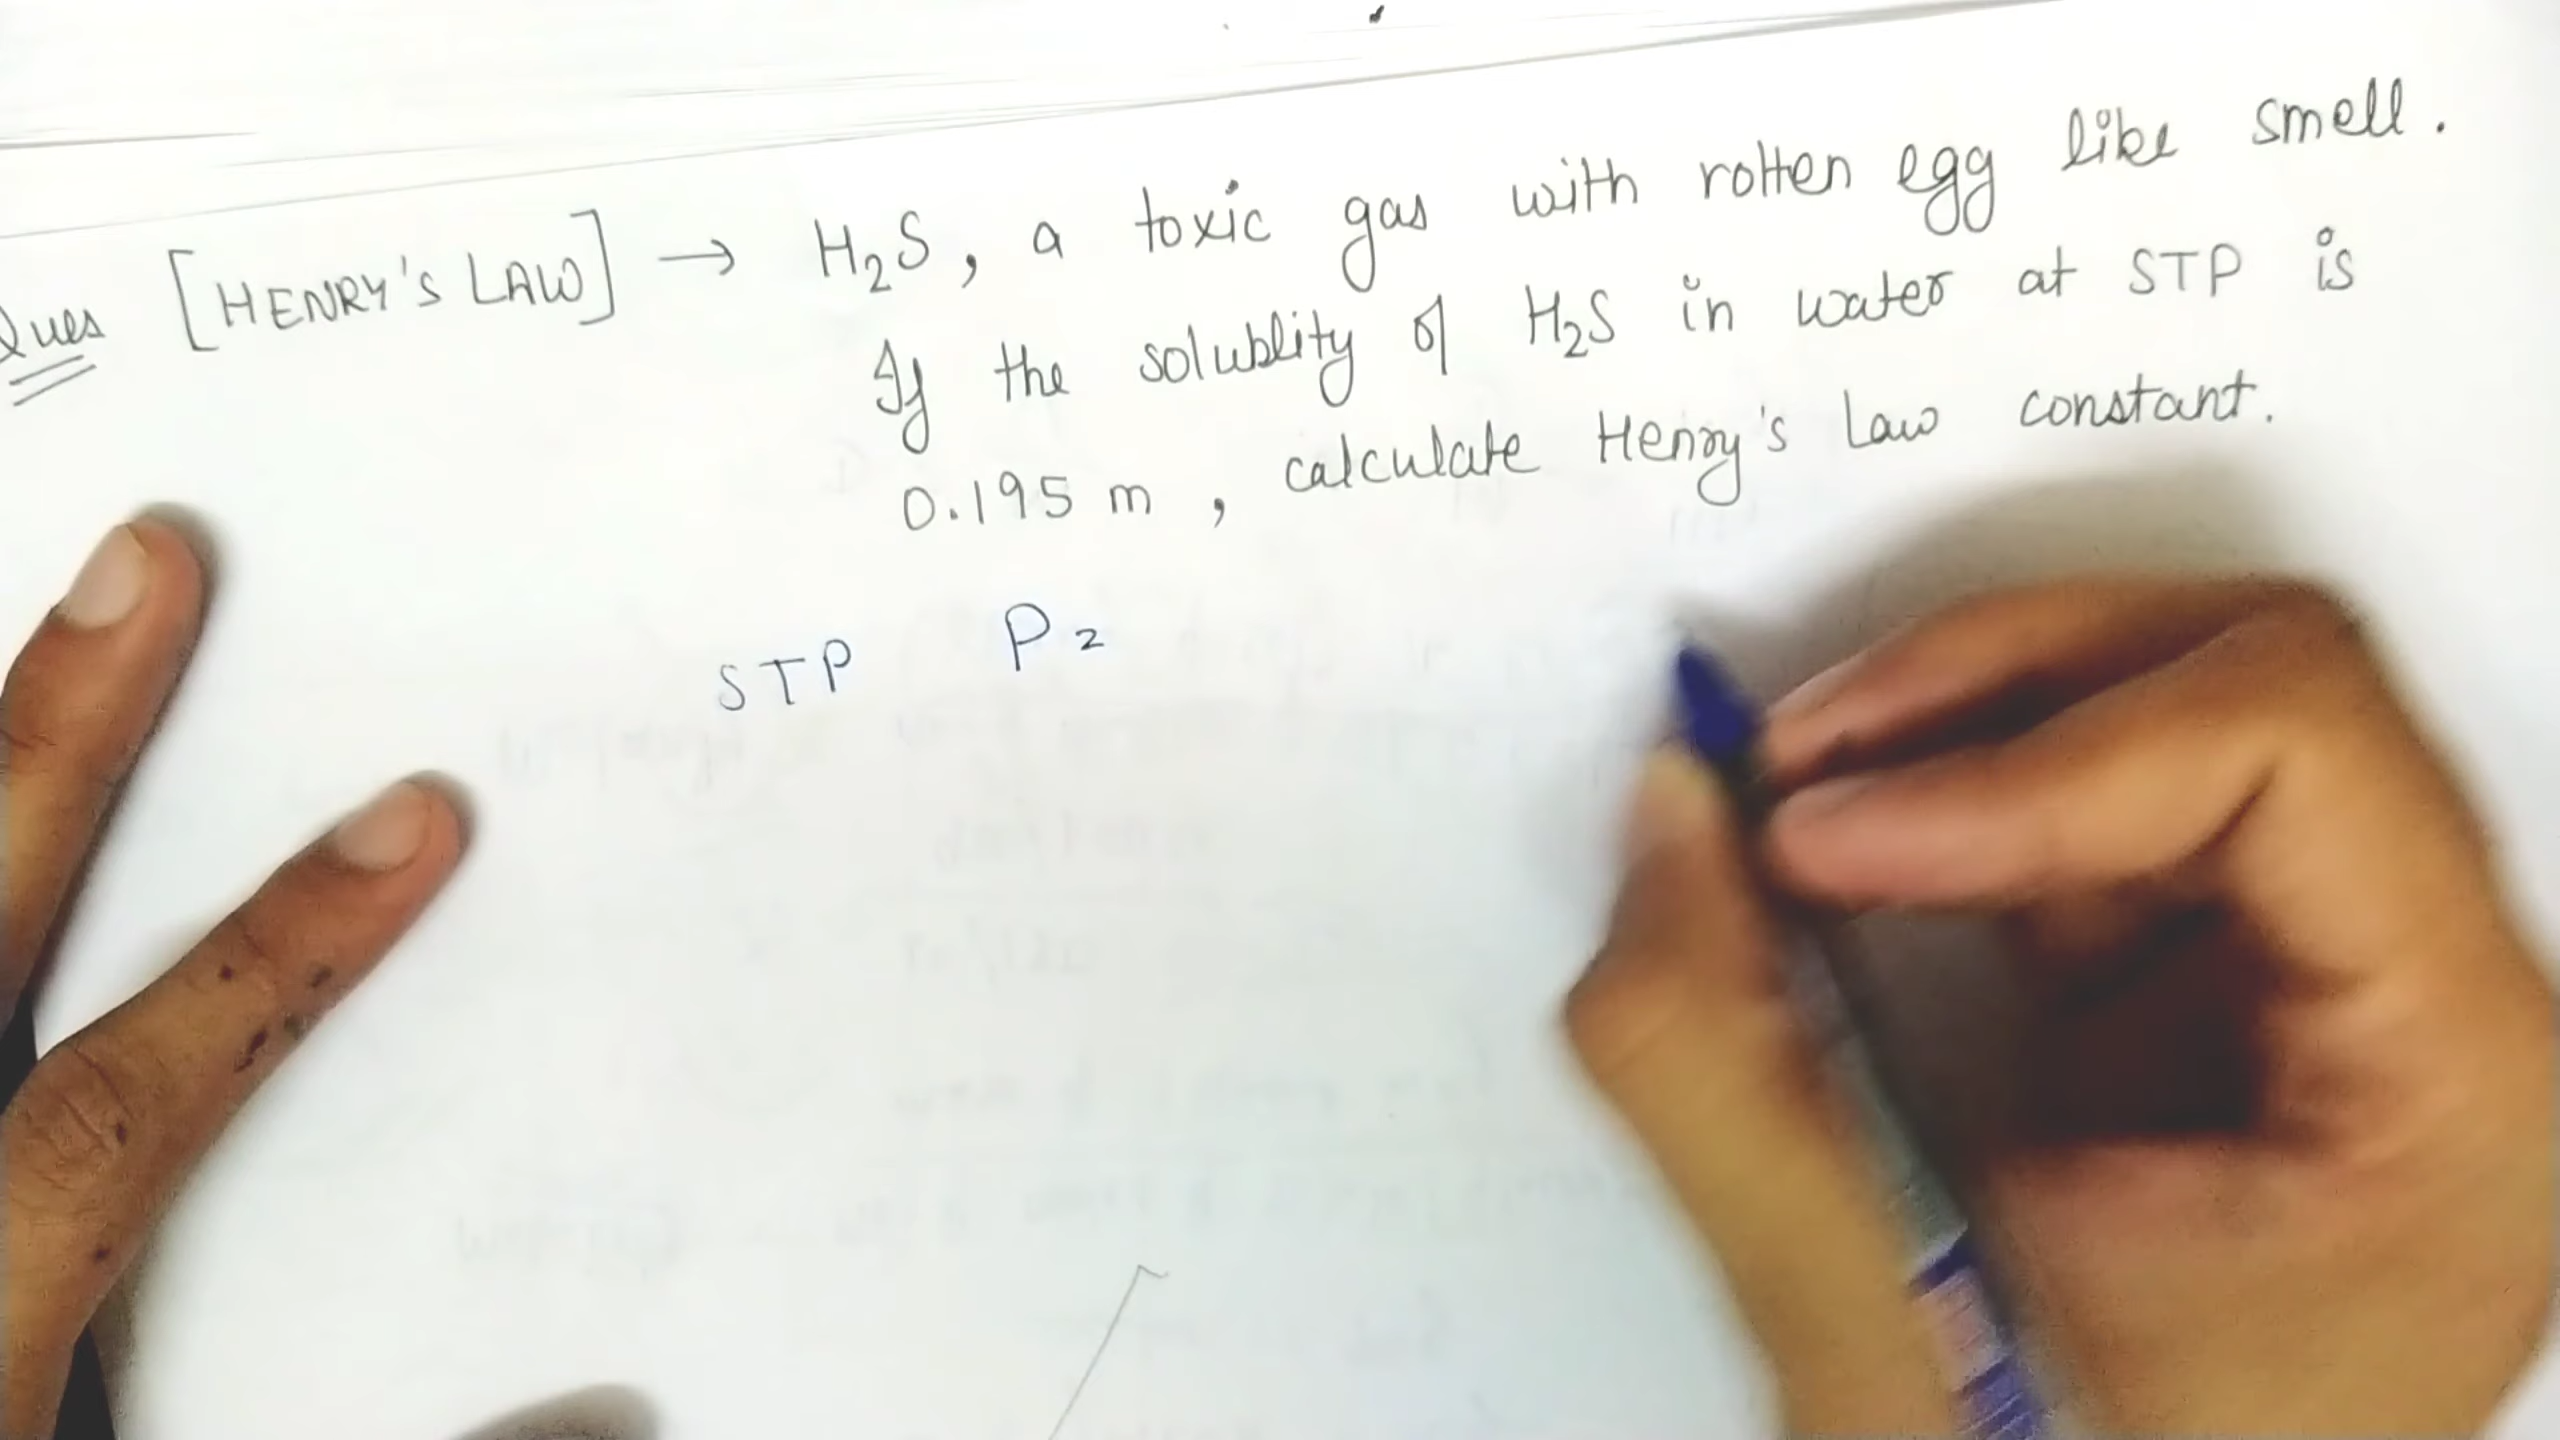 Ques [HENRY'S LAW] → H₂S, a toxic gas with rotten egg like smell.
If the solublity of H₂S in water at STP is
0.195 m, calculate Henry's Law constant.
STP P₂